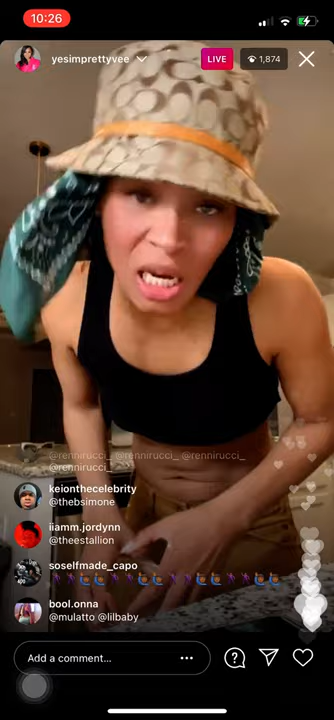 10:26
yesimprettyvee
LIVE
1,874
@rennirucci_ @rennirucci_ @rennirucci_
@rennirucci_
keionthecelebrity
@thebsimone
iiamm.jordynn
@theestallion
soselfmade_capo
bool.onna
@mulatto @lilbaby
Add a comment...